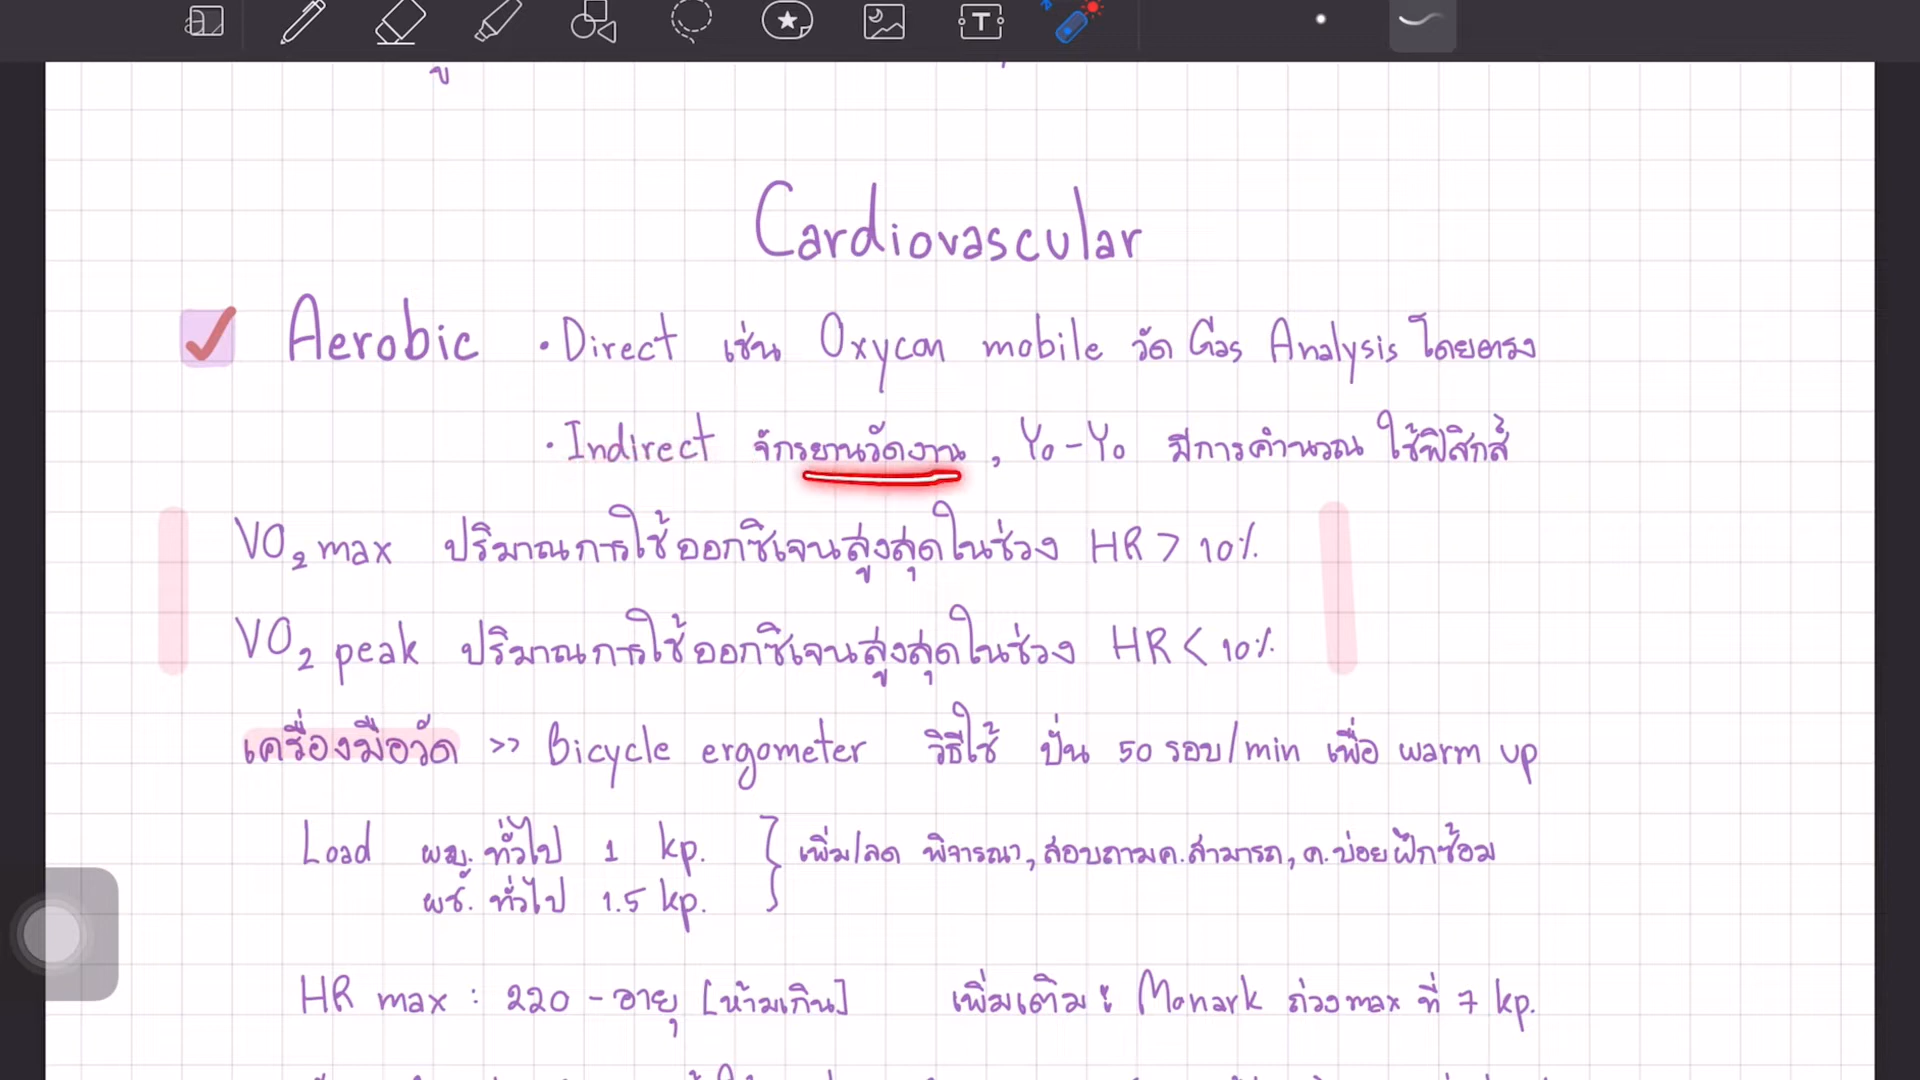 Cardiovascular
Aerobic • Direct เช่น Oxycon mobile วัด Gas Analysis โดยตรง
• Indirect จักรยานวัดงาน , Yo-Yo มีการคำนวณ ใช้ฟิสิกส์
VO₂ max ปริมาณการใช้ออกซิเจนสูงสุดในช่วง HR > 10%
VO₂ peak ปริมาณการใช้ออกซิเจนสูงสุดในช่วง HR < 10%
เครื่องมือวัด >> Bicycle ergometer วิธีใช้ ปั่น 50 รอบ/min เพื่อ warm up
Load ผญ. ทั่วไป 1 kp. } เพิ่ม/ลด พิจารณา, สอบถามค.สามารถ, ค.บ่อยฝึกซ้อม
ผช. ทั่วไป 1.5 kp.
HR max : 220 - อายุ [ห้ามเกิน] เพิ่มเติม : Monark ถ่วงmax ที่ 7 kp.